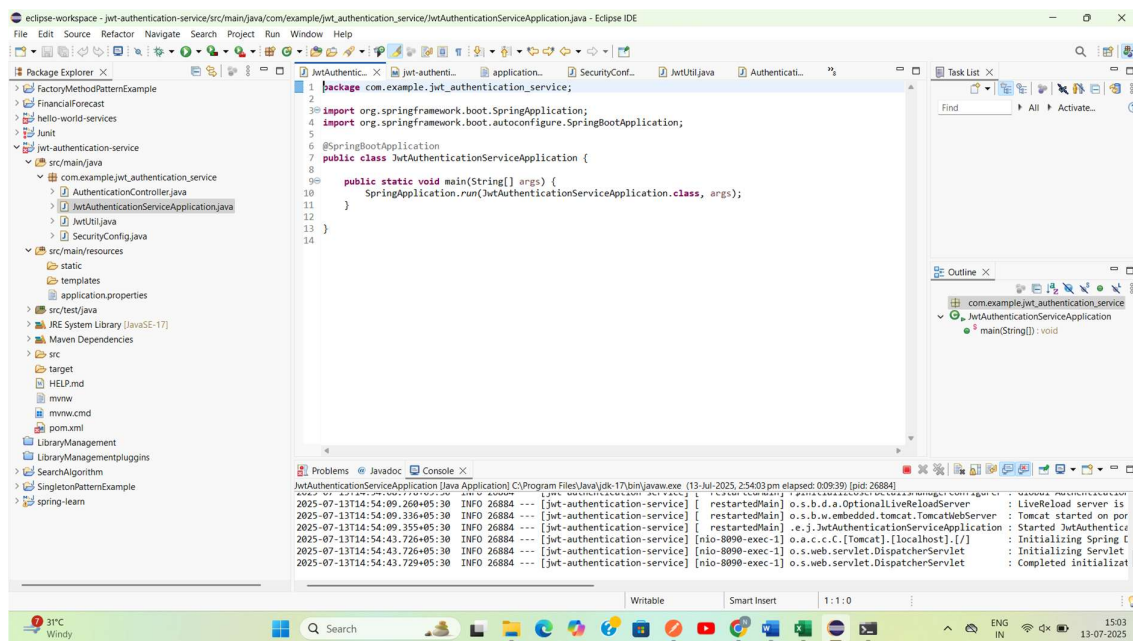 eclipse-workspace - jwt-authentication-service/src/main/java/com/example/jwt_authentication_service/JwtAuthenticationServiceApplication.java - Eclipse IDE
File Edit Source Refactor Navigate Search Project Run Window Help
Package Explorer
FactoryMethodPatternExample
FinancialForecast
hello-world-services
Junit
jwt-authentication-service
src/main/java
com.example.jwt_authentication_service
AuthenticationController.java
JwtAuthenticationServiceApplication.java
JwtUtil.java
SecurityConfig.java
src/main/resources
static
templates
application.properties
src/test/java
JRE System Library [JavaSE-17]
Maven Dependencies
src
target
HELP.md
mvnw
mvnw.cmd
pom.xml
LibraryManagement
LibraryManagementpluggins
SearchAlgorithm
SingletonPatternExample
spring-learn
JwtAuthentic... jwt-authenti... application... SecurityConf... JwtUtil.java Authenticati... »5
1 package com.example.jwt_authentication_service;
2
3 import org.springframework.boot.SpringApplication;
4 import org.springframework.boot.autoconfigure.SpringBootApplication;
5
6 @SpringBootApplication
7 public class JwtAuthenticationServiceApplication {
8
9 public static void main(String[] args) {
10 SpringApplication.run(JwtAuthenticationServiceApplication.class, args);
11 }
12
13 }
14
Task List
Find All Activate...
Outline
com.example.jwt_authentication_service
JwtAuthenticationServiceApplication
main(String[]) : void
Problems Javadoc Console
JwtAuthenticationServiceApplication [Java Application] C:\Program Files\Java\jdk-17\bin\javaw.exe (13-Jul-2025, 2:54:03 pm elapsed: 0:09:39) [pid: 26884]
2025-07-13T14:54:09.260+05:30 INFO 26884 --- [jwt-authentication-service] [ restartedMain] o.s.b.d.a.OptionalLiveReloadServer : LiveReload server is
2025-07-13T14:54:09.336+05:30 INFO 26884 --- [jwt-authentication-service] [ restartedMain] o.s.b.w.embedded.tomcat.TomcatWebServer : Tomcat started on por
2025-07-13T14:54:09.355+05:30 INFO 26884 --- [jwt-authentication-service] [ restartedMain] .e.j.JwtAuthenticationServiceApplication : Started JwtAuthentica
2025-07-13T14:54:43.726+05:30 INFO 26884 --- [jwt-authentication-service] [nio-8090-exec-1] o.a.c.c.C.[Tomcat].[localhost].[/] : Initializing Spring D
2025-07-13T14:54:43.726+05:30 INFO 26884 --- [jwt-authentication-service] [nio-8090-exec-1] o.s.web.servlet.DispatcherServlet : Initializing Servlet
2025-07-13T14:54:43.729+05:30 INFO 26884 --- [jwt-authentication-service] [nio-8090-exec-1] o.s.web.servlet.DispatcherServlet : Completed initializat
Writable Smart Insert 1 : 1 : 0
7 31°C
Windy
Search
ENG
IN
15:03
13-07-2025